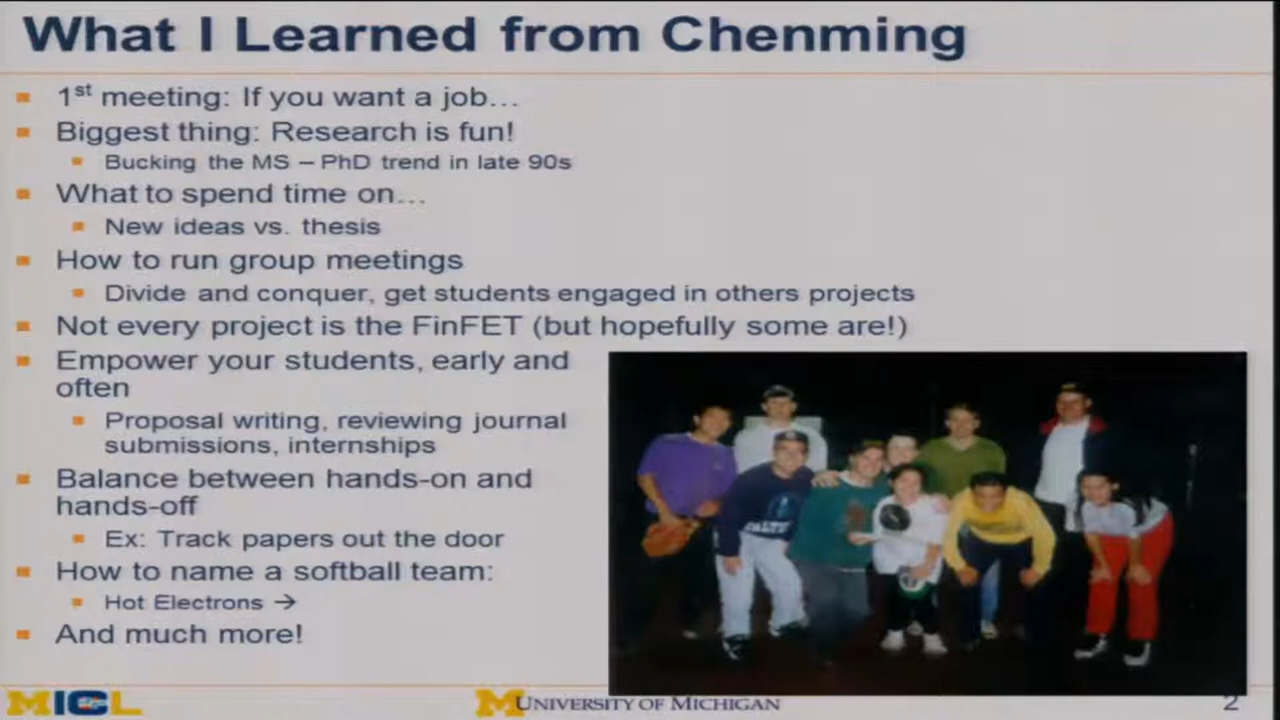 What I Learned from Chenming
1st meeting: If you want a job…
Biggest thing: Research is fun!
Bucking the MS – PhD trend in late 90s
What to spend time on…
New ideas vs. thesis
How to run group meetings
Divide and conquer, get students engaged in others projects
Not every project is the FinFET (but hopefully some are!)
Empower your students, early and
often
Proposal writing, reviewing journal
submissions, internships
Balance between hands-on and
hands-off
Ex: Track papers out the door
How to name a softball team:
Hot Electrons →
And much more!
MICL
M UNIVERSITY OF MICHIGAN
2